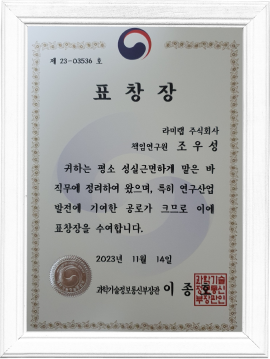 제 23-03536 호
표 창 장
라미랩 주식회사
책임연구원 조 우 성
귀하는 평소 성실근면하게 맡은 바
직무에 정려하여 왔으며, 특히 연구산업
발전에 기여한 공로가 크므로 이에
표창장을 수여합니다.
2023년 11월 14일
과학기술정보통신부장관 이 종 호
과학기술
정보통신
부장관인